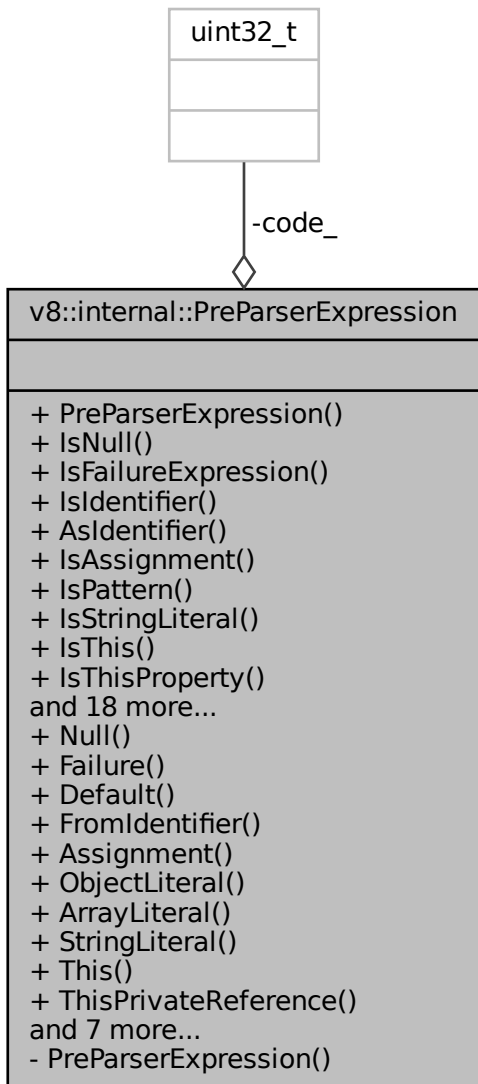 uint32_t
-code_
v8::internal::PreParserExpression
+ PreParserExpression()
+ IsNull()
+ IsFailureExpression()
+ IsIdentifier()
+ AsIdentifier()
+ IsAssignment()
+ IsPattern()
+ IsStringLiteral()
+ IsThis()
+ IsThisProperty()
and 18 more...
+ Null()
+ Failure()
+ Default()
+ FromIdentifier()
+ Assignment()
+ ObjectLiteral()
+ ArrayLiteral()
+ StringLiteral()
+ This()
+ ThisPrivateReference()
and 7 more...
- PreParserExpression()